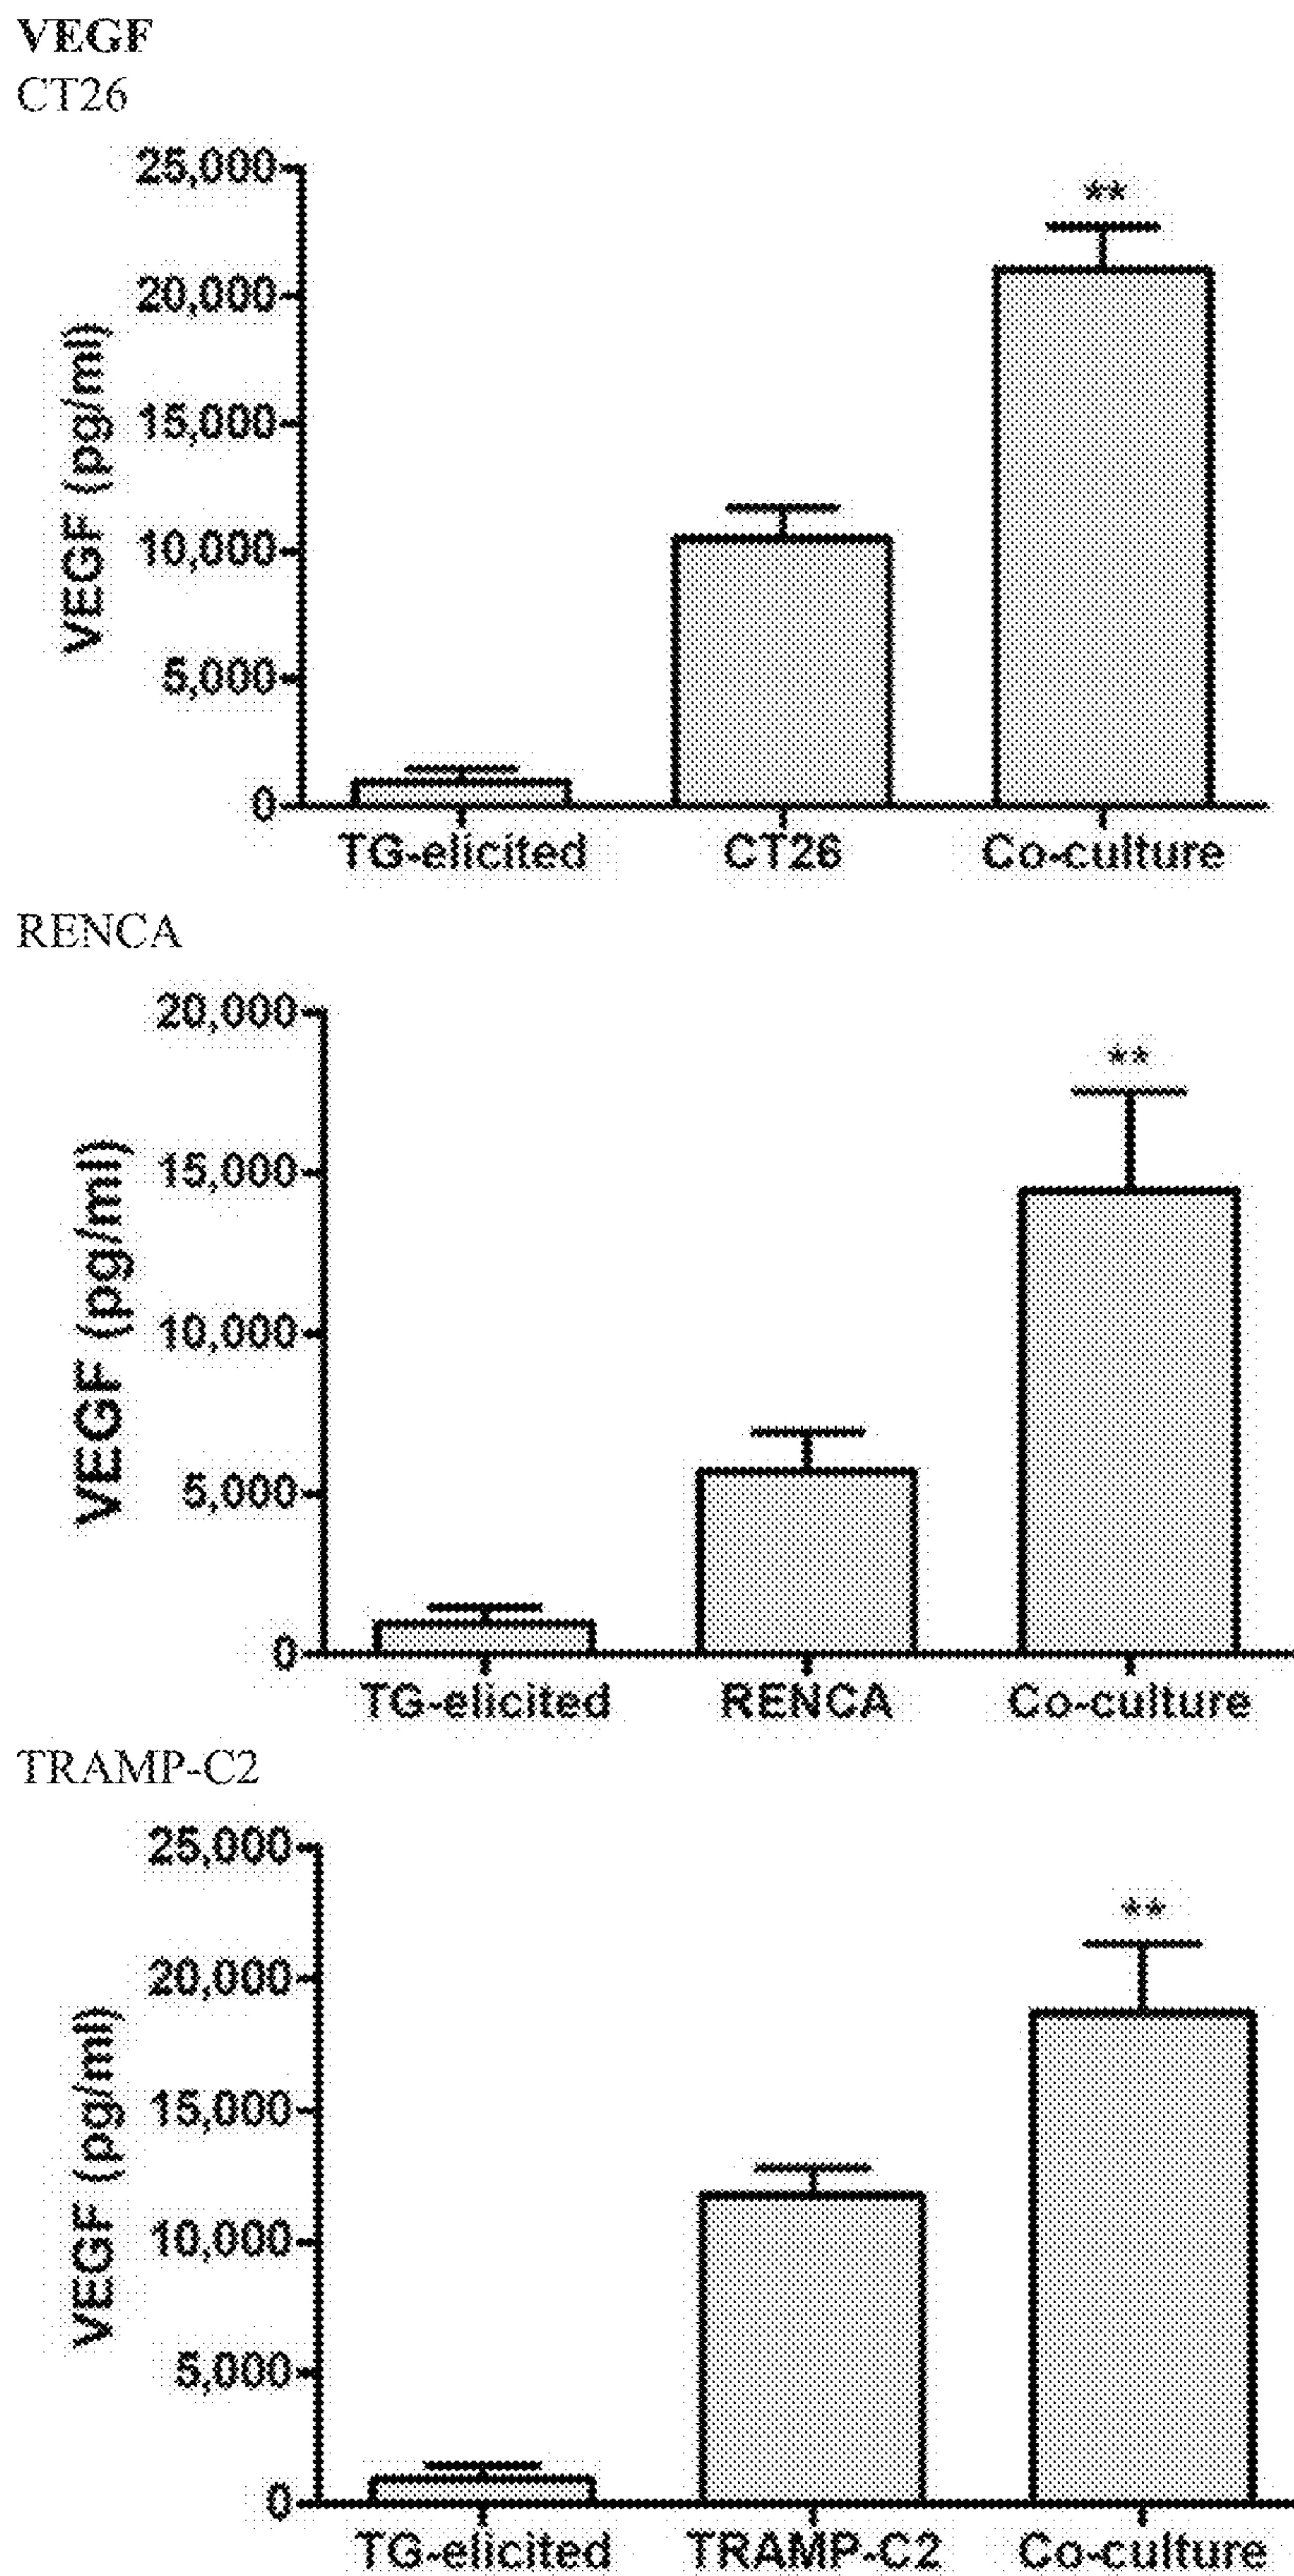 VEGF
CT26
25,000
**
20,000
15,000
10,000
5,000
0
VEGF (pg/ml)
TG-elicited CT26 Co-culture
RENCA
20,000
**
15,000
10,000
5,000
0
VEGF (pg/ml)
TG-elicited RENCA Co-culture
TRAMP-C2
25,000
**
20,000
15,000
10,000
5,000
0
VEGF (pg/ml)
TG-elicited TRAMP-C2 Co-culture